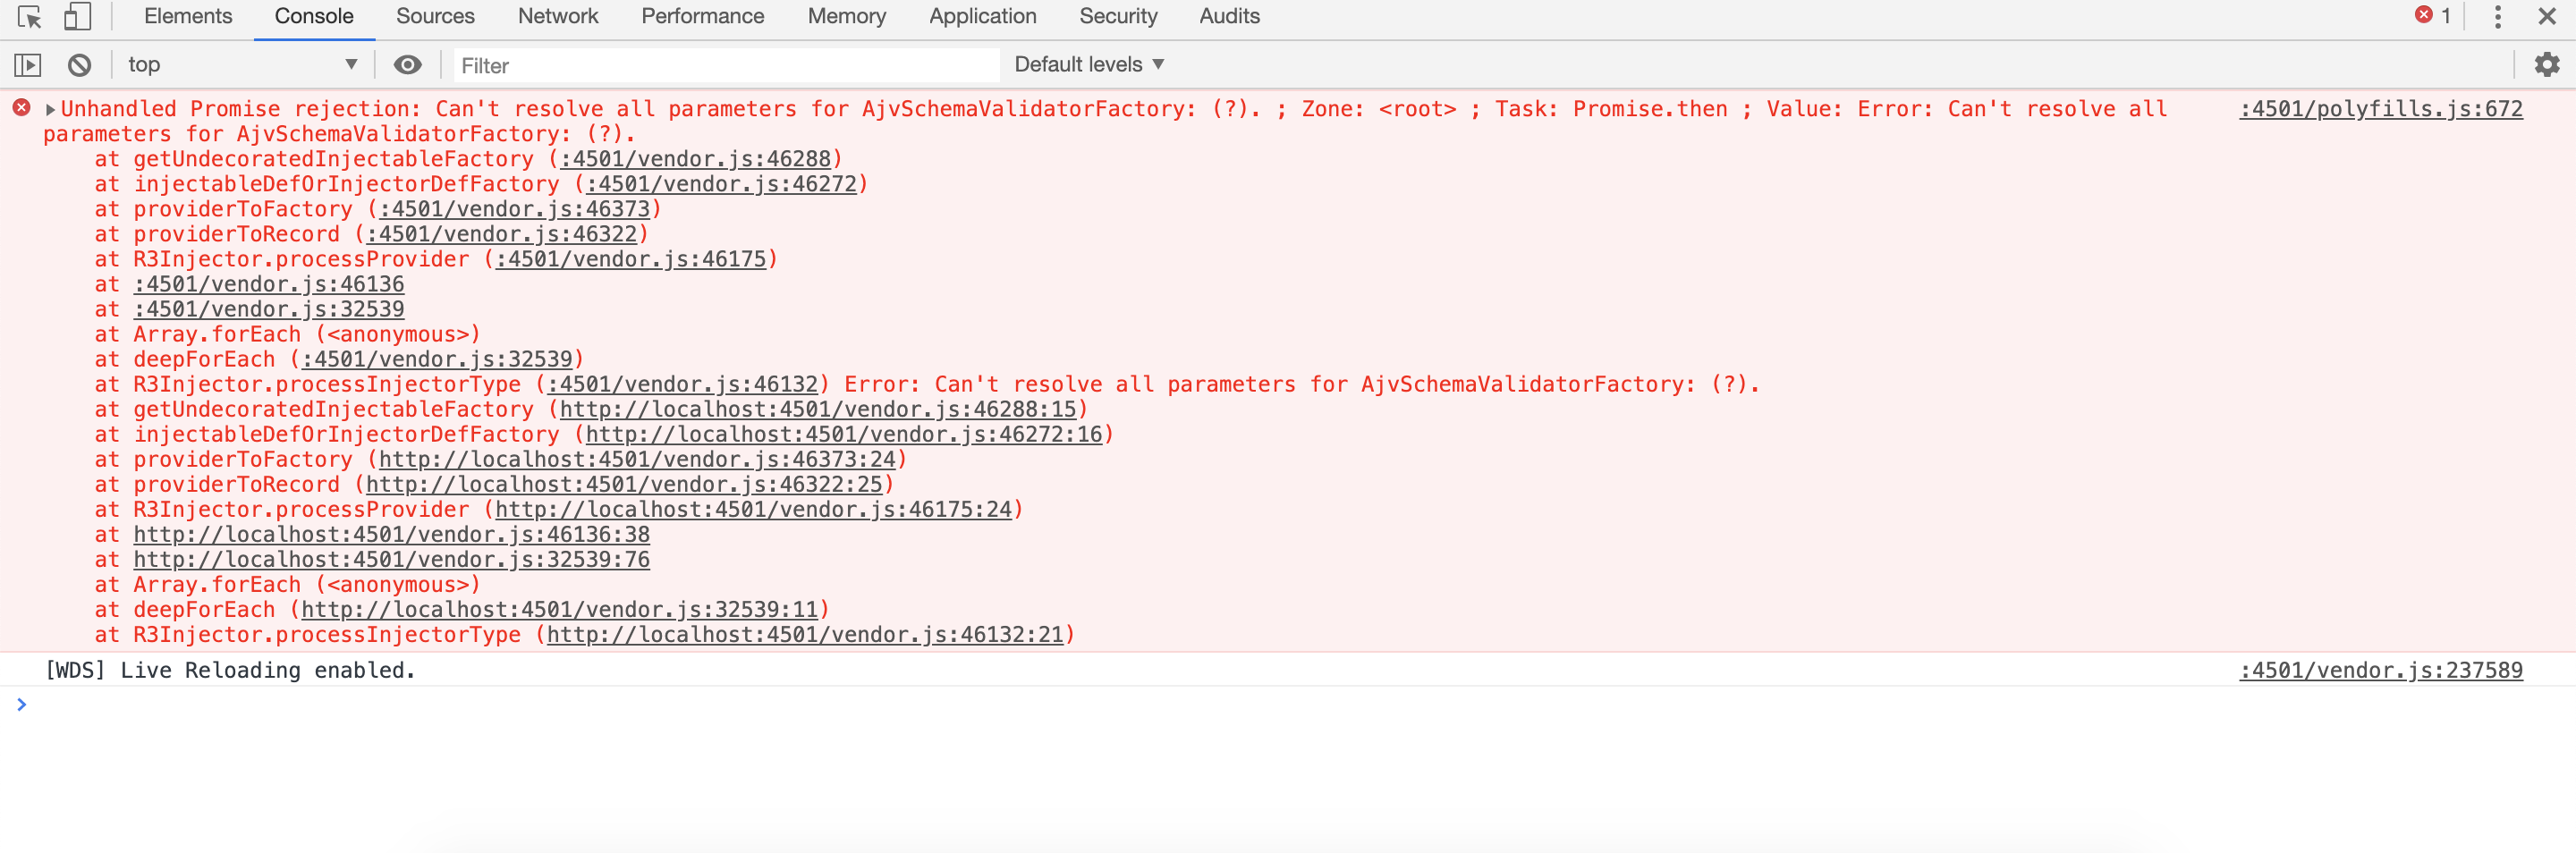 Elements Console Sources Network Performance Memory Application Security Audits 1
top Filter Default levels
Unhandled Promise rejection: Can't resolve all parameters for AjvSchemaValidatorFactory: (?). ; Zone: <root> ; Task: Promise.then ; Value: Error: Can't resolve all :4501/polyfills.js:672
parameters for AjvSchemaValidatorFactory: (?).
at getUndecoratedInjectableFactory (:4501/vendor.js:46288)
at injectableDefOrInjectorDefFactory (:4501/vendor.js:46272)
at providerToFactory (:4501/vendor.js:46373)
at providerToRecord (:4501/vendor.js:46322)
at R3Injector.processProvider (:4501/vendor.js:46175)
at :4501/vendor.js:46136
at :4501/vendor.js:32539
at Array.forEach (<anonymous>)
at deepForEach (:4501/vendor.js:32539)
at R3Injector.processInjectorType (:4501/vendor.js:46132) Error: Can't resolve all parameters for AjvSchemaValidatorFactory: (?).
at getUndecoratedInjectableFactory (http://localhost:4501/vendor.js:46288:15)
at injectableDefOrInjectorDefFactory (http://localhost:4501/vendor.js:46272:16)
at providerToFactory (http://localhost:4501/vendor.js:46373:24)
at providerToRecord (http://localhost:4501/vendor.js:46322:25)
at R3Injector.processProvider (http://localhost:4501/vendor.js:46175:24)
at http://localhost:4501/vendor.js:46136:38
at http://localhost:4501/vendor.js:32539:76
at Array.forEach (<anonymous>)
at deepForEach (http://localhost:4501/vendor.js:32539:11)
at R3Injector.processInjectorType (http://localhost:4501/vendor.js:46132:21)
[WDS] Live Reloading enabled. :4501/vendor.js:237589